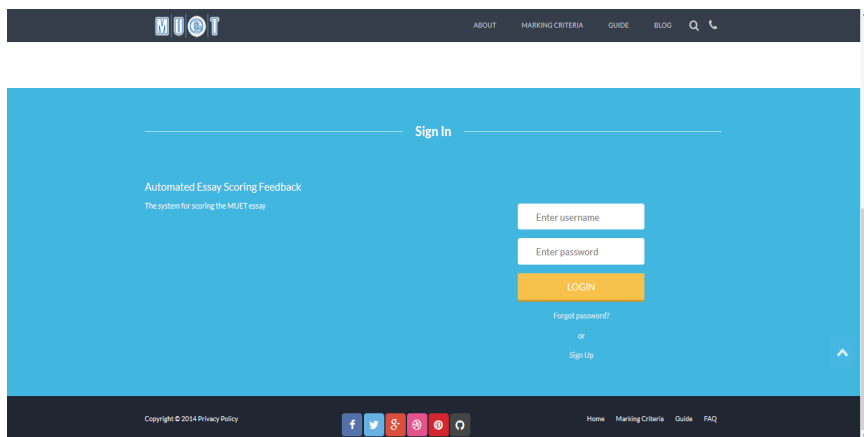 MUET
ABOUT MARKING CRITERIA GUIDE BLOG
Sign In
Automated Essay Scoring Feedback
The system for scoring the MUET essay
Enter username
Enter password
LOGIN
Forgot password?
or
Sign Up
Copyright © 2014 Privacy Policy
Home Marking Criteria Guide FAQ